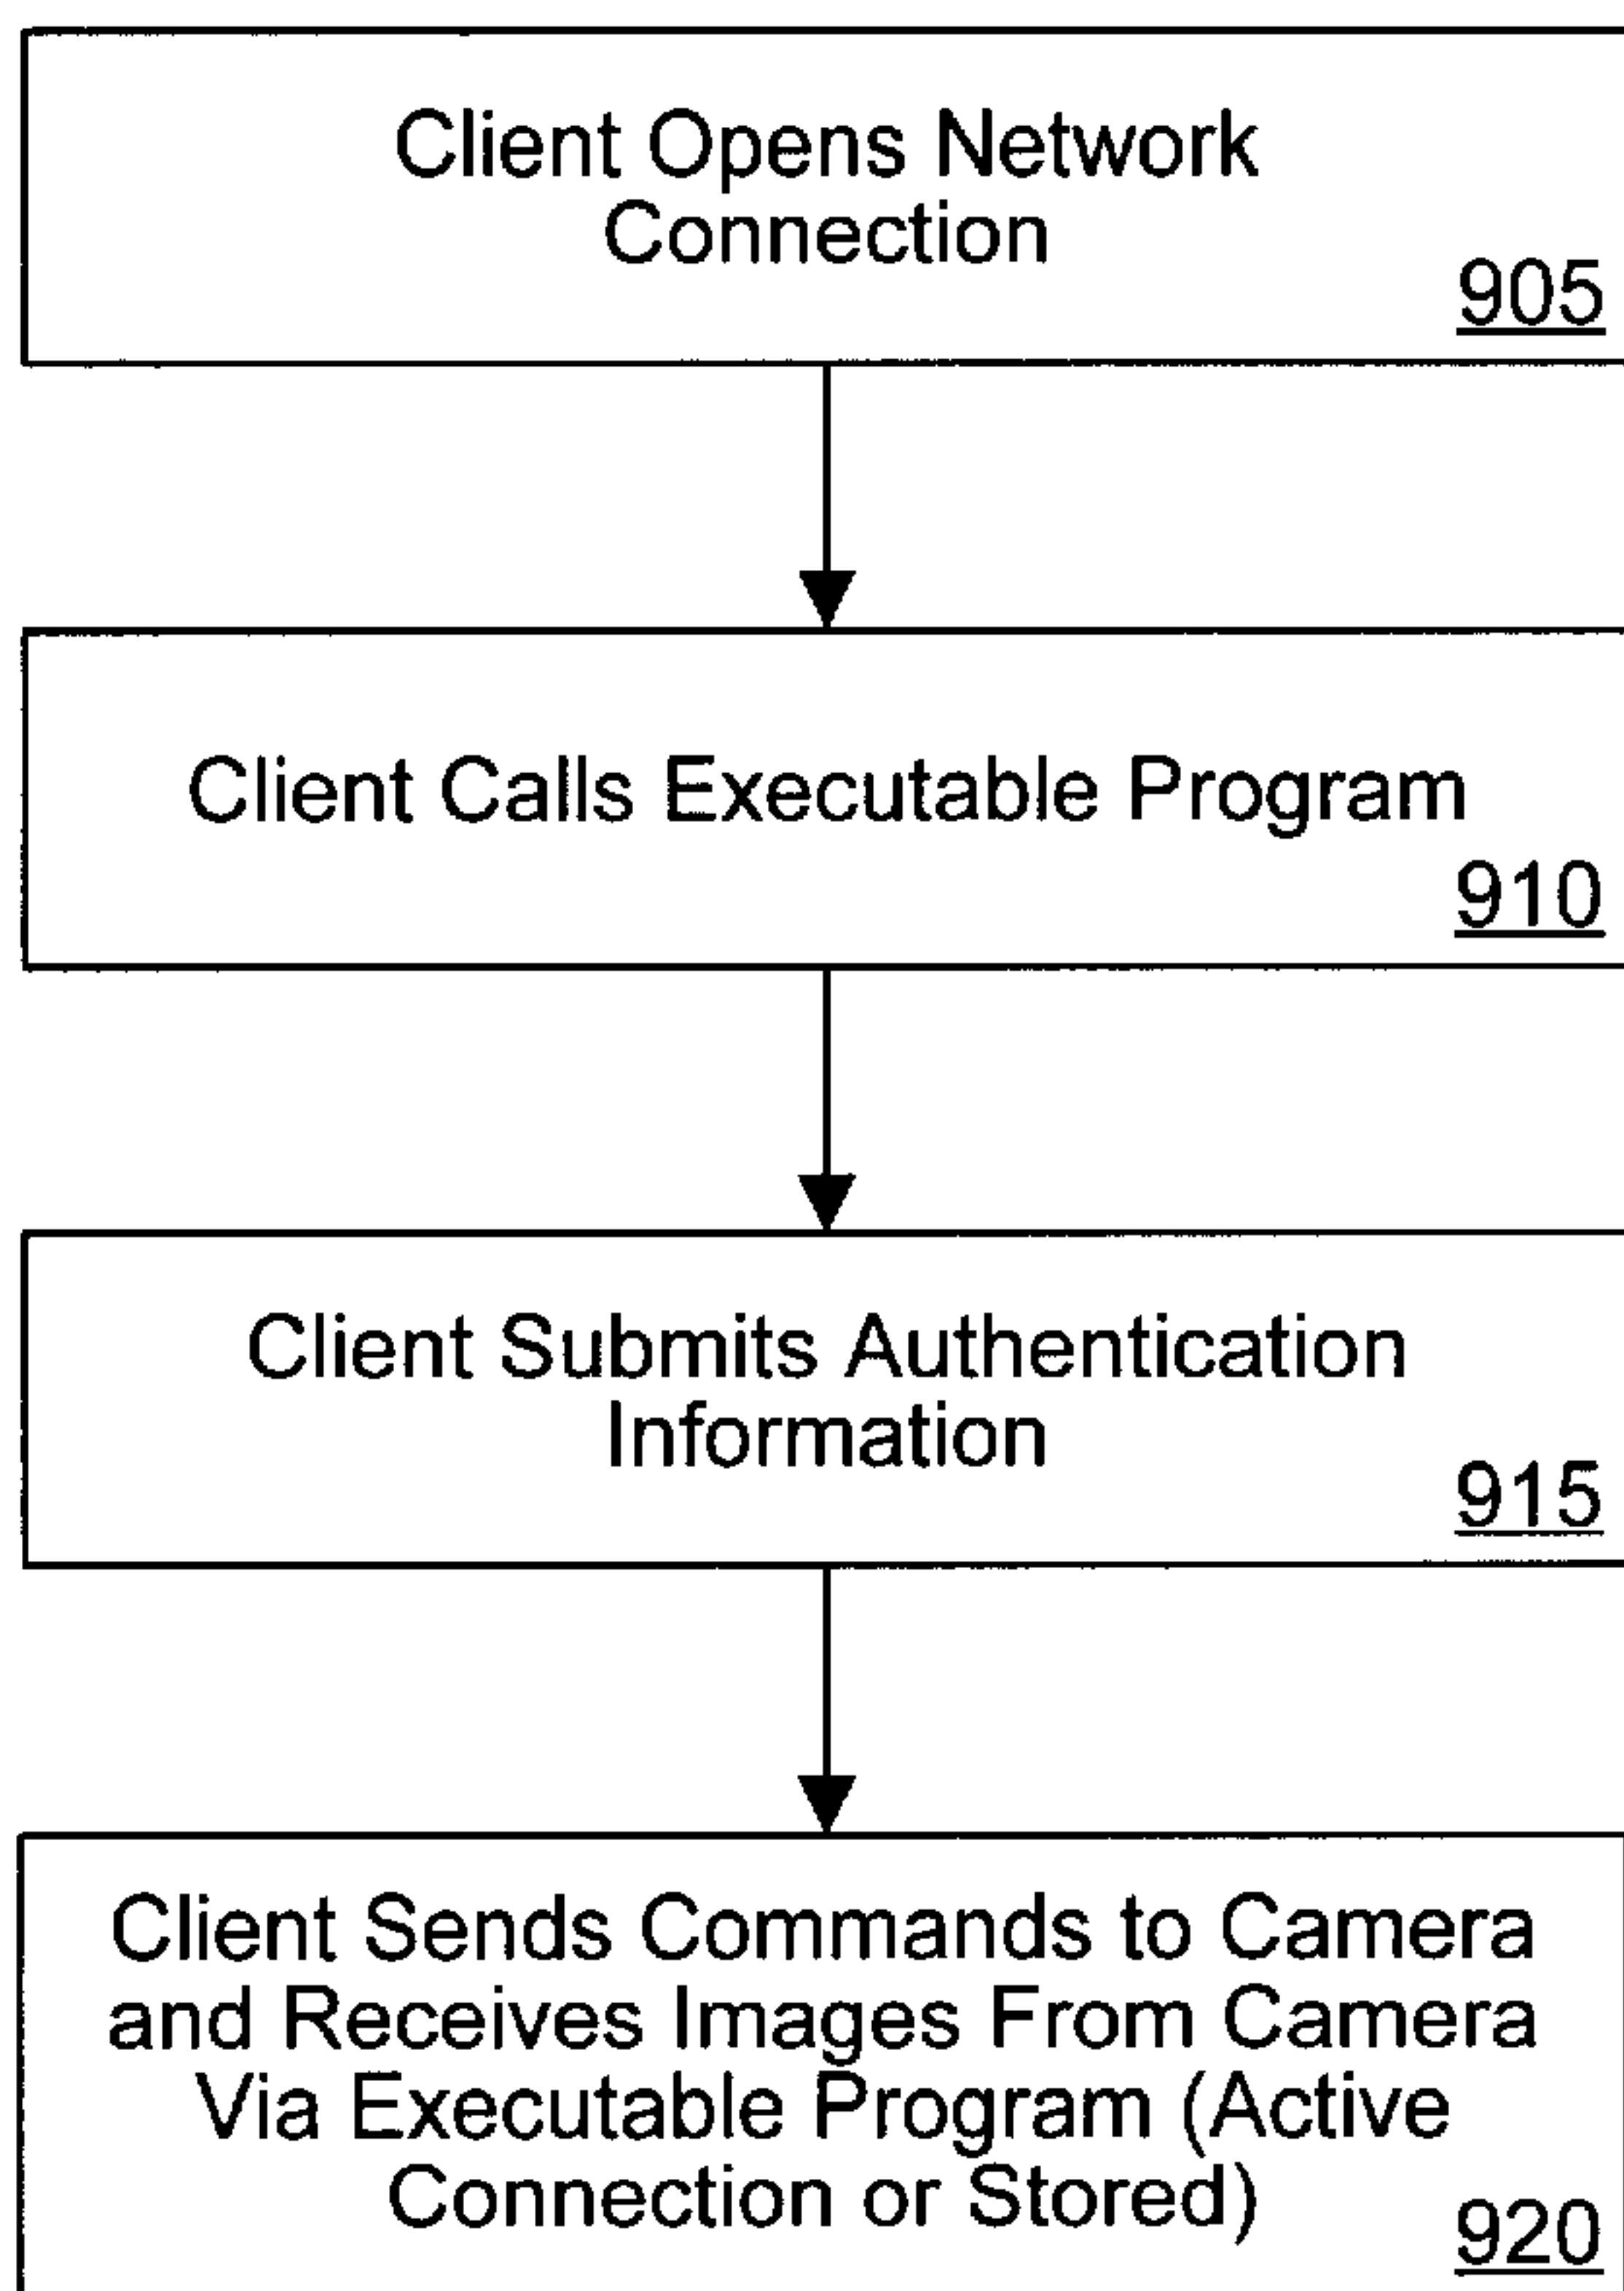 Client Opens Network
Connection
905
Client Calls Executable Program
910
Client Submits Authentication
Information
915
Client Sends Commands to Camera
and Receives Images From Camera
Via Executable Program (Active
Connection or Stored)
920